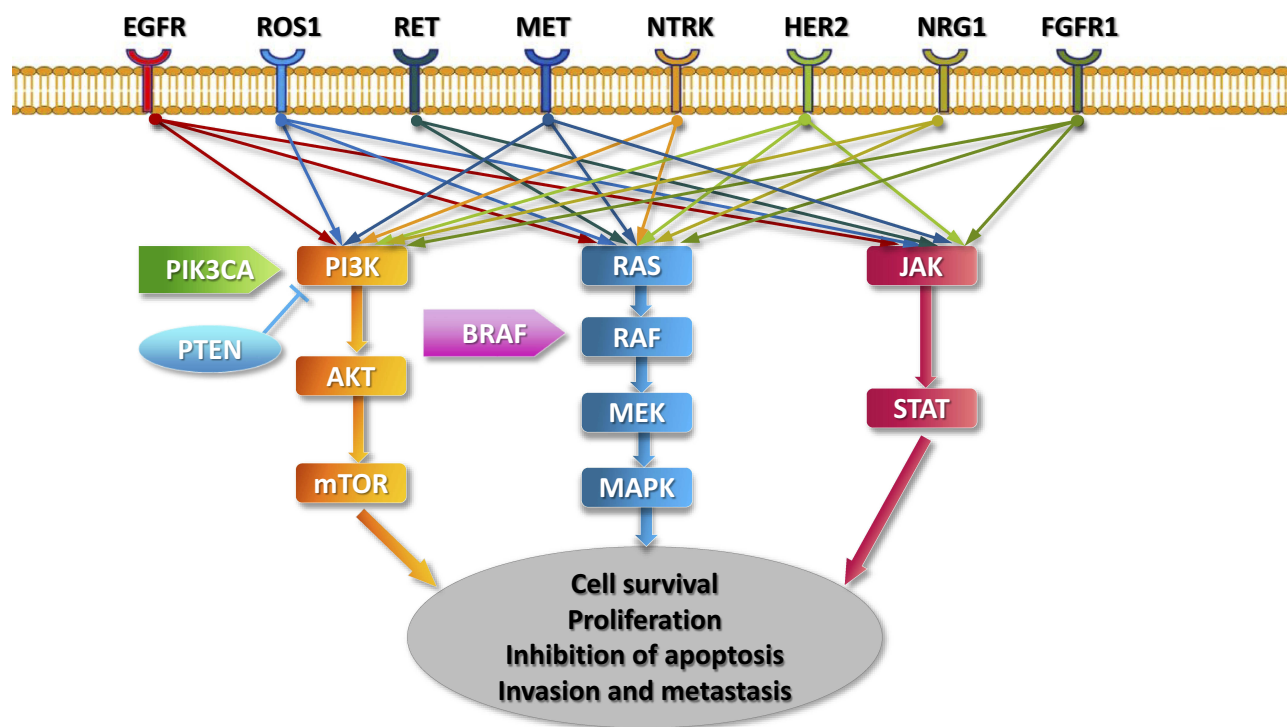 EGFR ROS1 RET MET NTRK HER2 NRG1 FGFR1
PIK3CA PI3K RAS JAK
PTEN BRAF RAF
AKT MEK STAT
mTOR MAPK
Cell survival
Proliferation
Inhibition of apoptosis
Invasion and metastasis